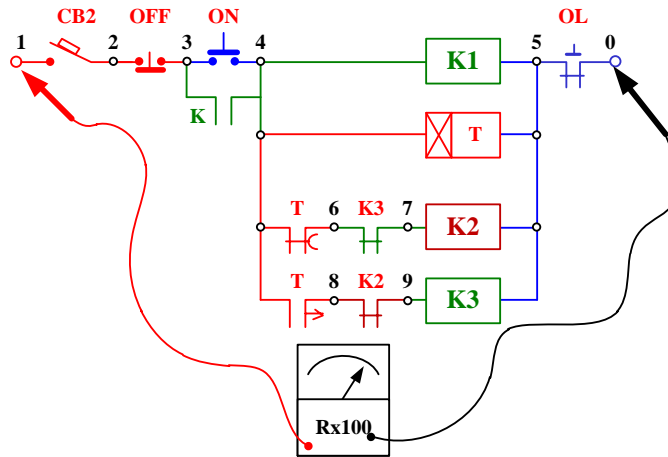 CB2 OFF ON OL
1 2 3 4 5 0
K1
K
T
T 6 K3 7 K2
T 8 K2 9 K3
Rx100